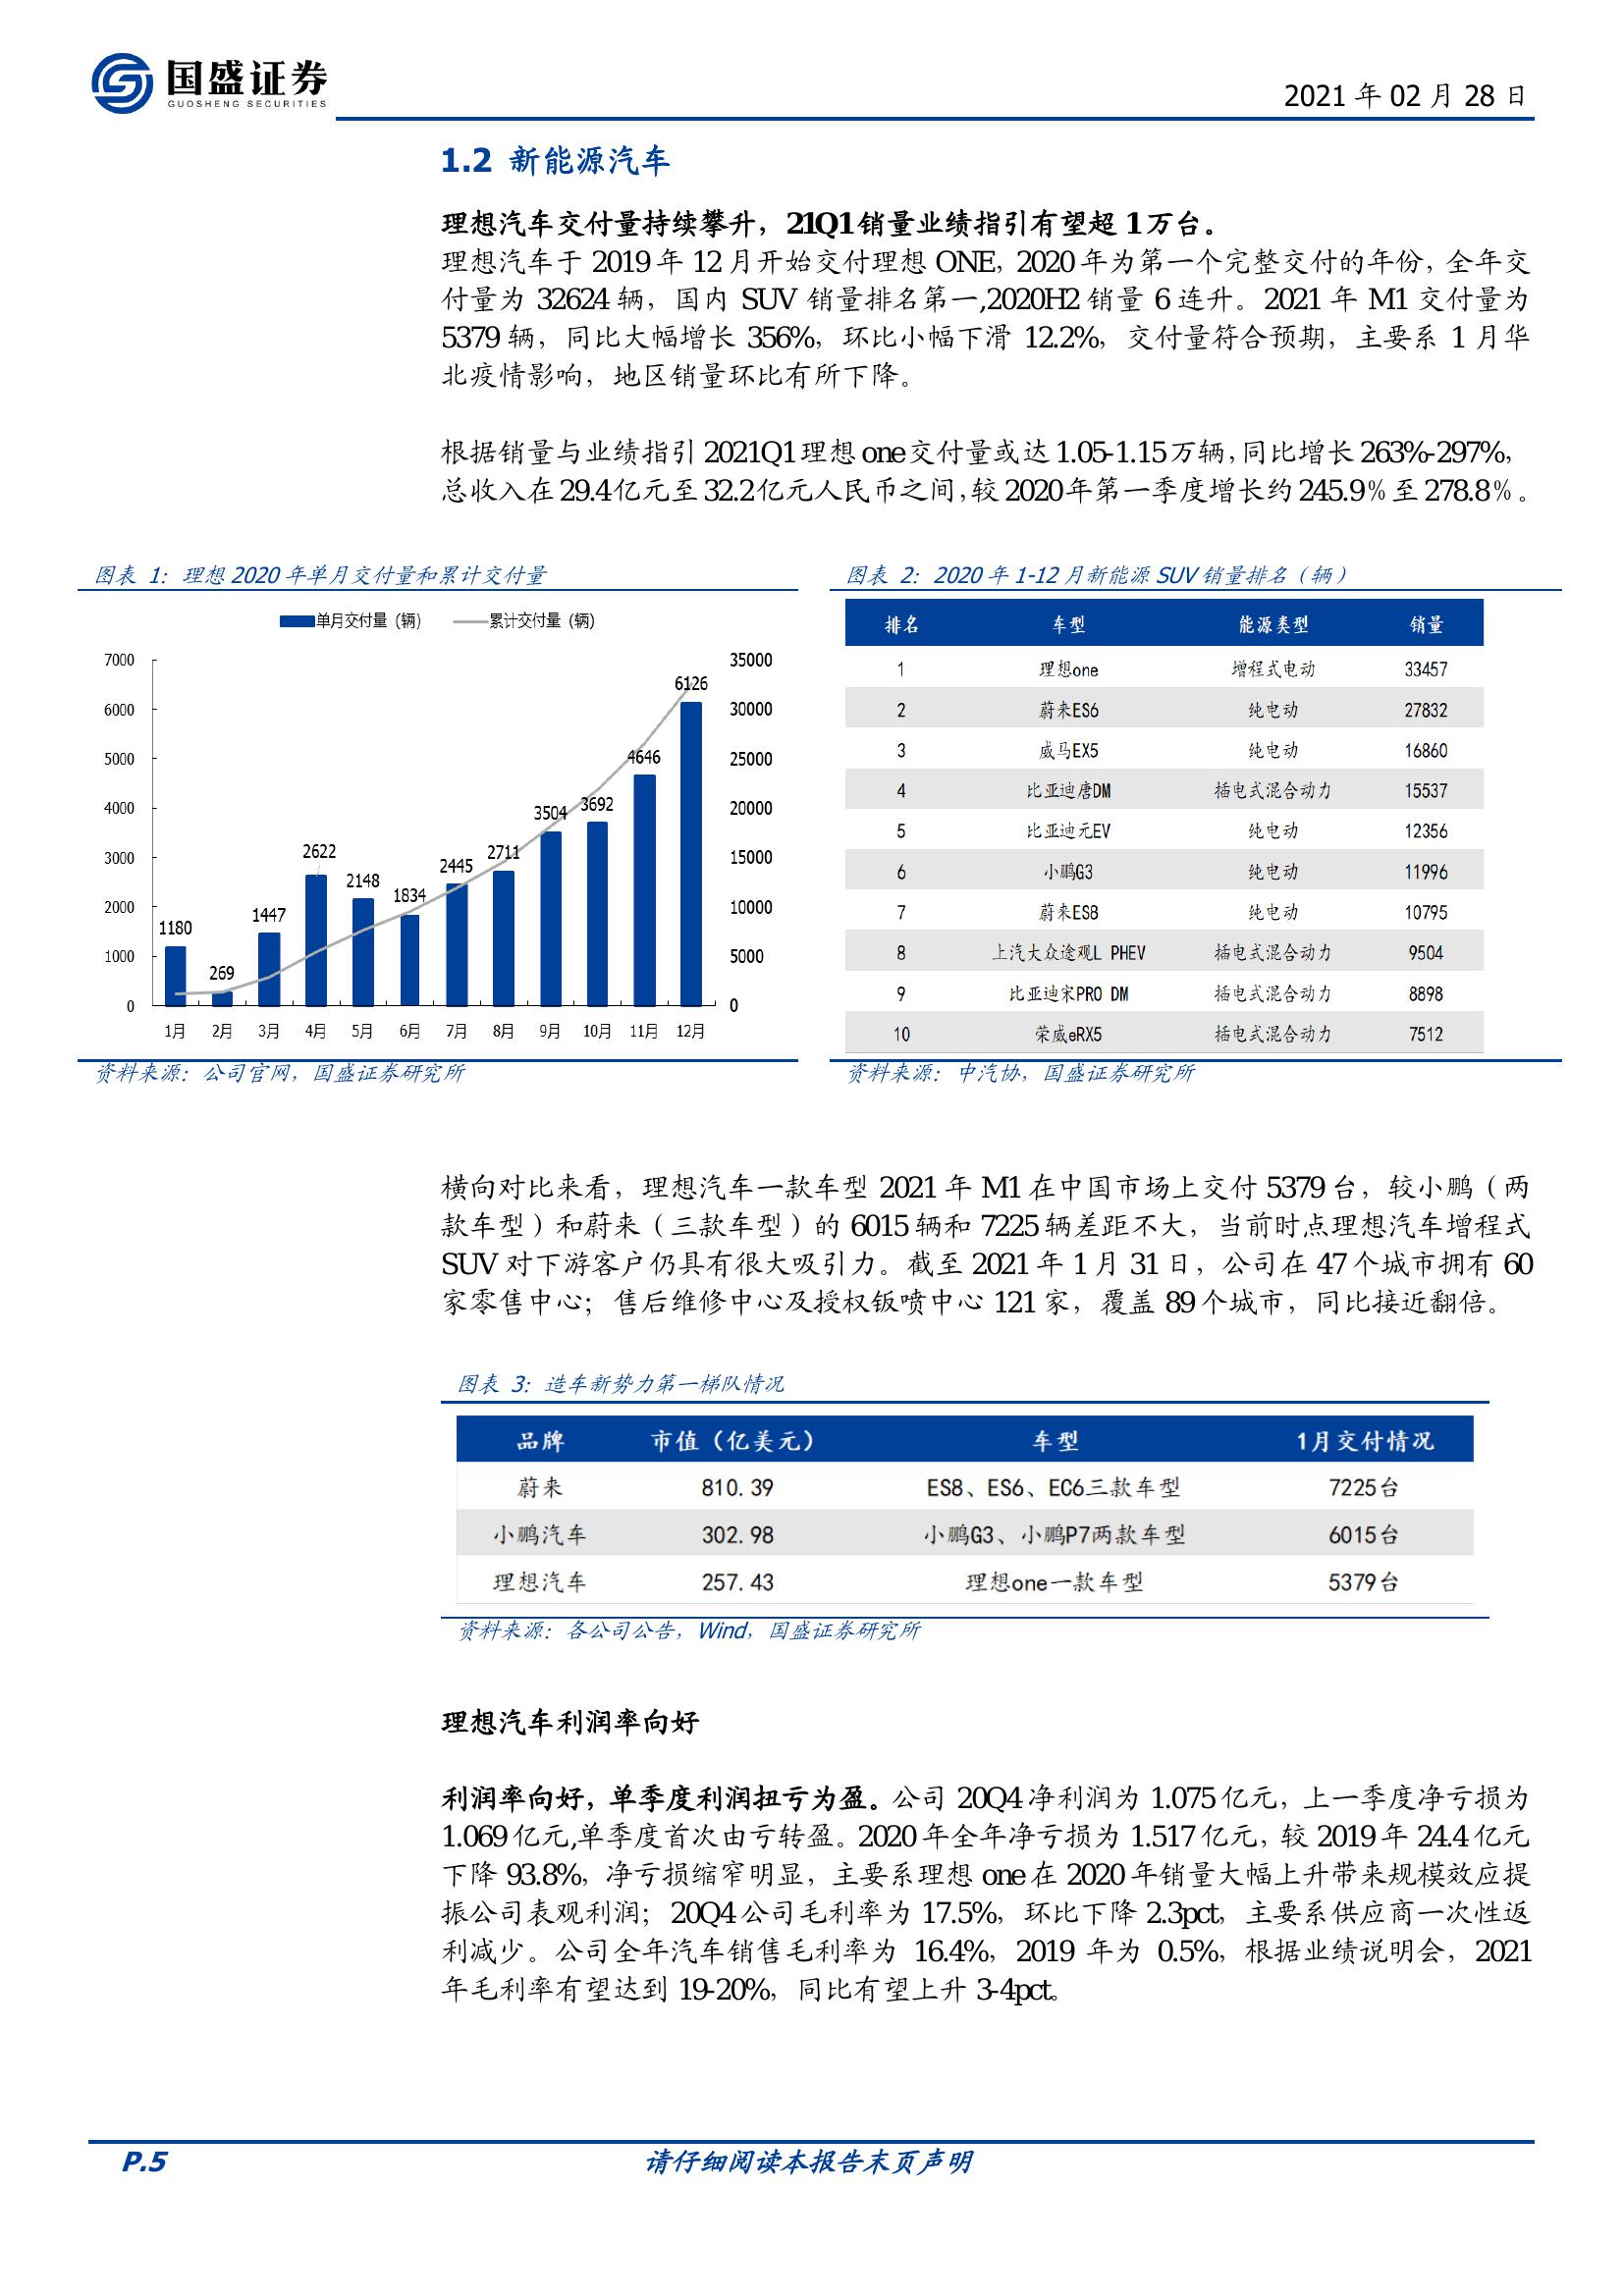 国盛证券
GUOSHENG SECURITIES
2021 年 02 月 28 日
1.2 新能源汽车
理想汽车交付量持续攀升，21Q1 销量业绩指引有望超 1 万台。
理想汽车于 2019 年 12 月开始交付理想 ONE，2020 年为第一个完整交付的年份，全年交
付量为 32624 辆，国内 SUV 销量排名第一,2020H2 销量 6 连升。2021 年 M1 交付量为
5379 辆，同比大幅增长 356%，环比小幅下滑 12.2%，交付量符合预期，主要系 1 月华
北疫情影响，地区销量环比有所下降。
根据销量与业绩指引 2021Q1 理想 one 交付量或达 1.05-1.15 万辆,同比增长 263%-297%，
总收入在 29.4 亿元至 32.2 亿元人民币之间,较 2020 年第一季度增长约 245.9％至 278.8％。
图表 1：理想 2020 年单月交付量和累计交付量
单月交付量（辆） 累计交付量（辆）
7000
6000
5000
4000
3000
2000
1000
0
35000
30000
25000
20000
15000
10000
5000
0
1180
269
1447
2622
2148
1834
2445
2711
3504
3692
4646
6126
1月 2月 3月 4月 5月 6月 7月 8月 9月 10月 11月 12月
资料来源：公司官网，国盛证券研究所
图表 2：2020 年 1-12 月新能源 SUV 销量排名（辆）
排名 车型 能源类型 销量
1 理想one 增程式电动 33457
2 蔚来ES6 纯电动 27832
3 威马EX5 纯电动 16860
4 比亚迪唐DM 插电式混合动力 15537
5 比亚迪元EV 纯电动 12356
6 小鹏G3 纯电动 11996
7 蔚来ES8 纯电动 10795
8 上汽大众途观L PHEV 插电式混合动力 9504
9 比亚迪宋PRO DM 插电式混合动力 8898
10 荣威eRX5 插电式混合动力 7512
资料来源：中汽协，国盛证券研究所
横向对比来看，理想汽车一款车型 2021 年 M1 在中国市场上交付 5379 台，较小鹏（两
款车型）和蔚来（三款车型）的 6015 辆和 7225 辆差距不大，当前时点理想汽车增程式
SUV 对下游客户仍具有很大吸引力。截至 2021 年 1 月 31 日，公司在 47 个城市拥有 60
家零售中心；售后维修中心及授权钣喷中心 121 家，覆盖 89 个城市，同比接近翻倍。
图表 3：造车新势力第一梯队情况
品牌 市值（亿美元） 车型 1月交付情况
蔚来 810.39 ES8、ES6、EC6三款车型 7225台
小鹏汽车 302.98 小鹏G3、小鹏P7两款车型 6015台
理想汽车 257.43 理想one一款车型 5379台
资料来源：各公司公告，Wind，国盛证券研究所
理想汽车利润率向好
利润率向好，单季度利润扭亏为盈。公司 20Q4 净利润为 1.075 亿元，上一季度净亏损为
1.069 亿元,单季度首次由亏转盈。2020 年全年净亏损为 1.517 亿元，较 2019 年 24.4 亿元
下降 93.8%，净亏损缩窄明显，主要系理想 one 在 2020 年销量大幅上升带来规模效应提
振公司表观利润；20Q4 公司毛利率为 17.5%，环比下降 2.3pct，主要系供应商一次性返
利减少。公司全年汽车销售毛利率为 16.4%，2019 年为 0.5%，根据业绩说明会，2021
年毛利率有望达到 19-20%，同比有望上升 3-4pct。
P.5
请仔细阅读本报告末页声明